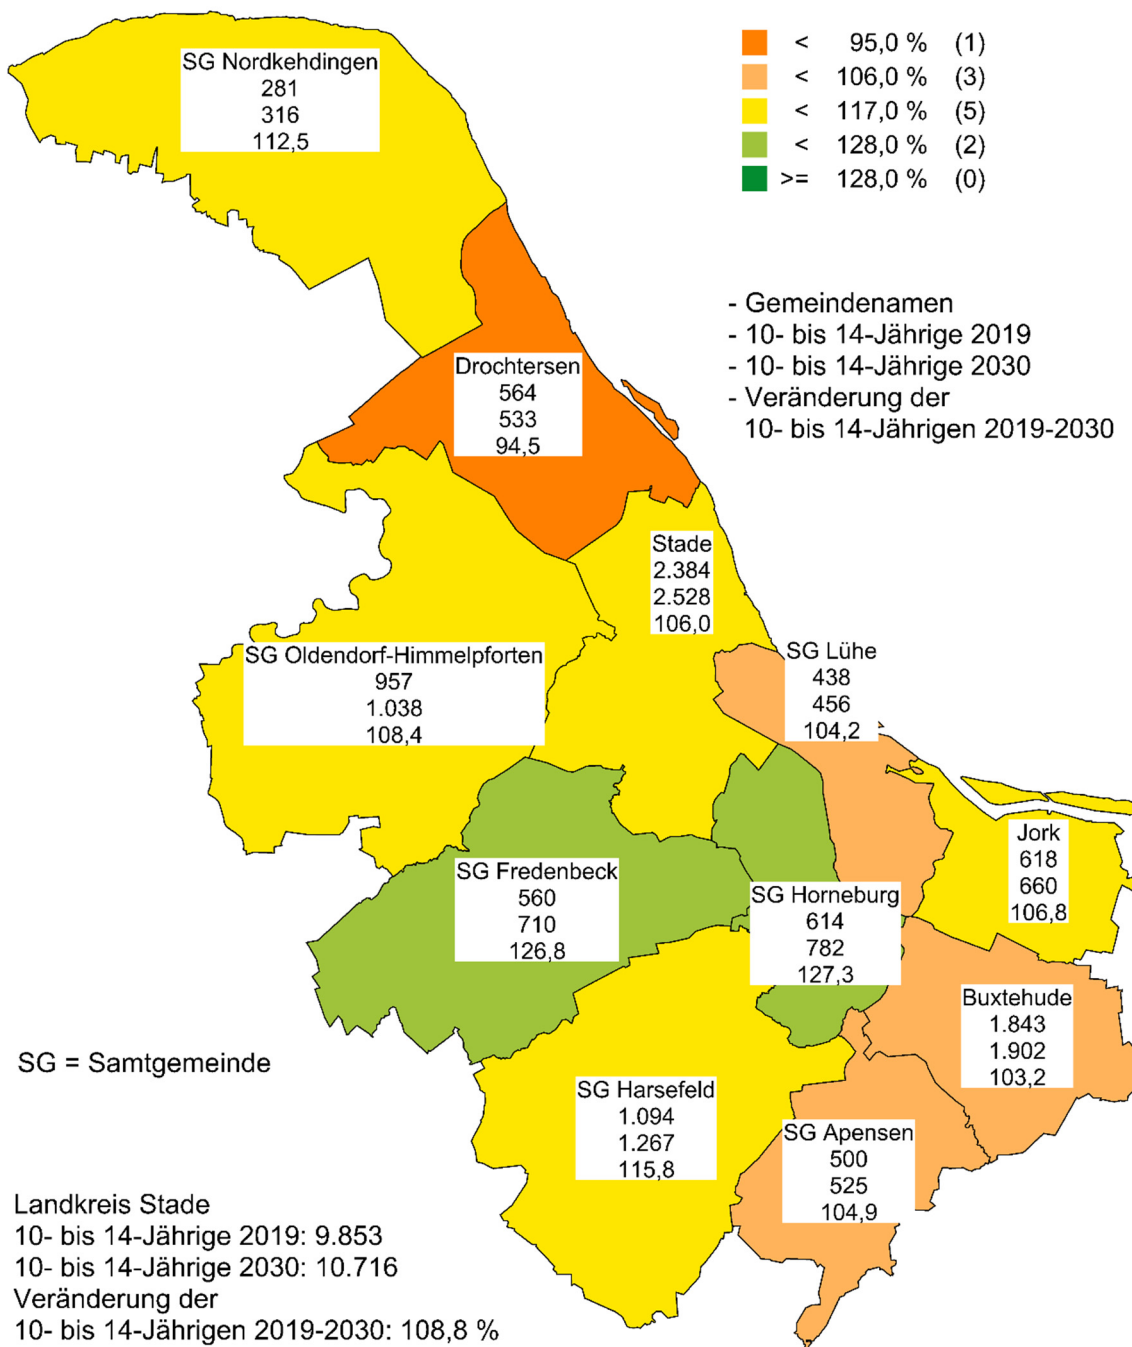 SG Nordkehdingen
281
316
112,5
< 95,0 % (1)
< 106,0 % (3)
< 117,0 % (5)
< 128,0 % (2)
>= 128,0 % (0)
- Gemeindenamen
- 10- bis 14-Jährige 2019
- 10- bis 14-Jährige 2030
- Veränderung der
10- bis 14-Jährigen 2019-2030
Drochtersen
564
533
94,5
Stade
2.384
2.528
106,0
SG Oldendorf-Himmelpforten
957
1.038
108,4
SG Lühe
438
456
104,2
Jork
618
660
106,8
SG Fredenbeck
560
710
126,8
SG Horneburg
614
782
127,3
Buxtehude
1.843
1.902
103,2
SG = Samtgemeinde
SG Harsefeld
1.094
1.267
115,8
SG Apensen
500
525
104,9
Landkreis Stade
10- bis 14-Jährige 2019: 9.853
10- bis 14-Jährige 2030: 10.716
Veränderung der
10- bis 14-Jährigen 2019-2030: 108,8 %